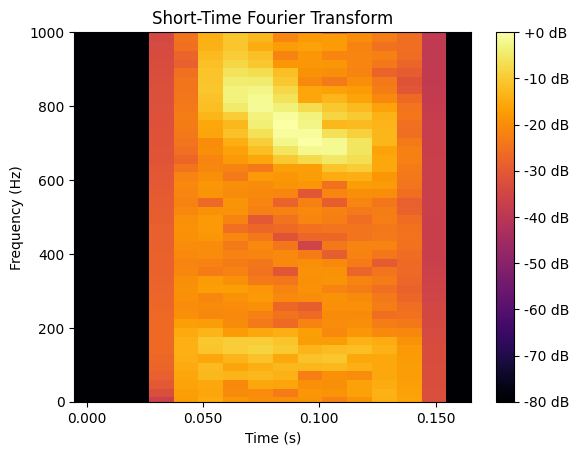 Short-Time Fourier Transform
1000
800
600
400
200
0
Frequency (Hz)
0.000
0.050
0.100
0.150
Time (s)
+0 dB
-10 dB
-20 dB
-30 dB
-40 dB
-50 dB
-60 dB
-70 dB
-80 dB